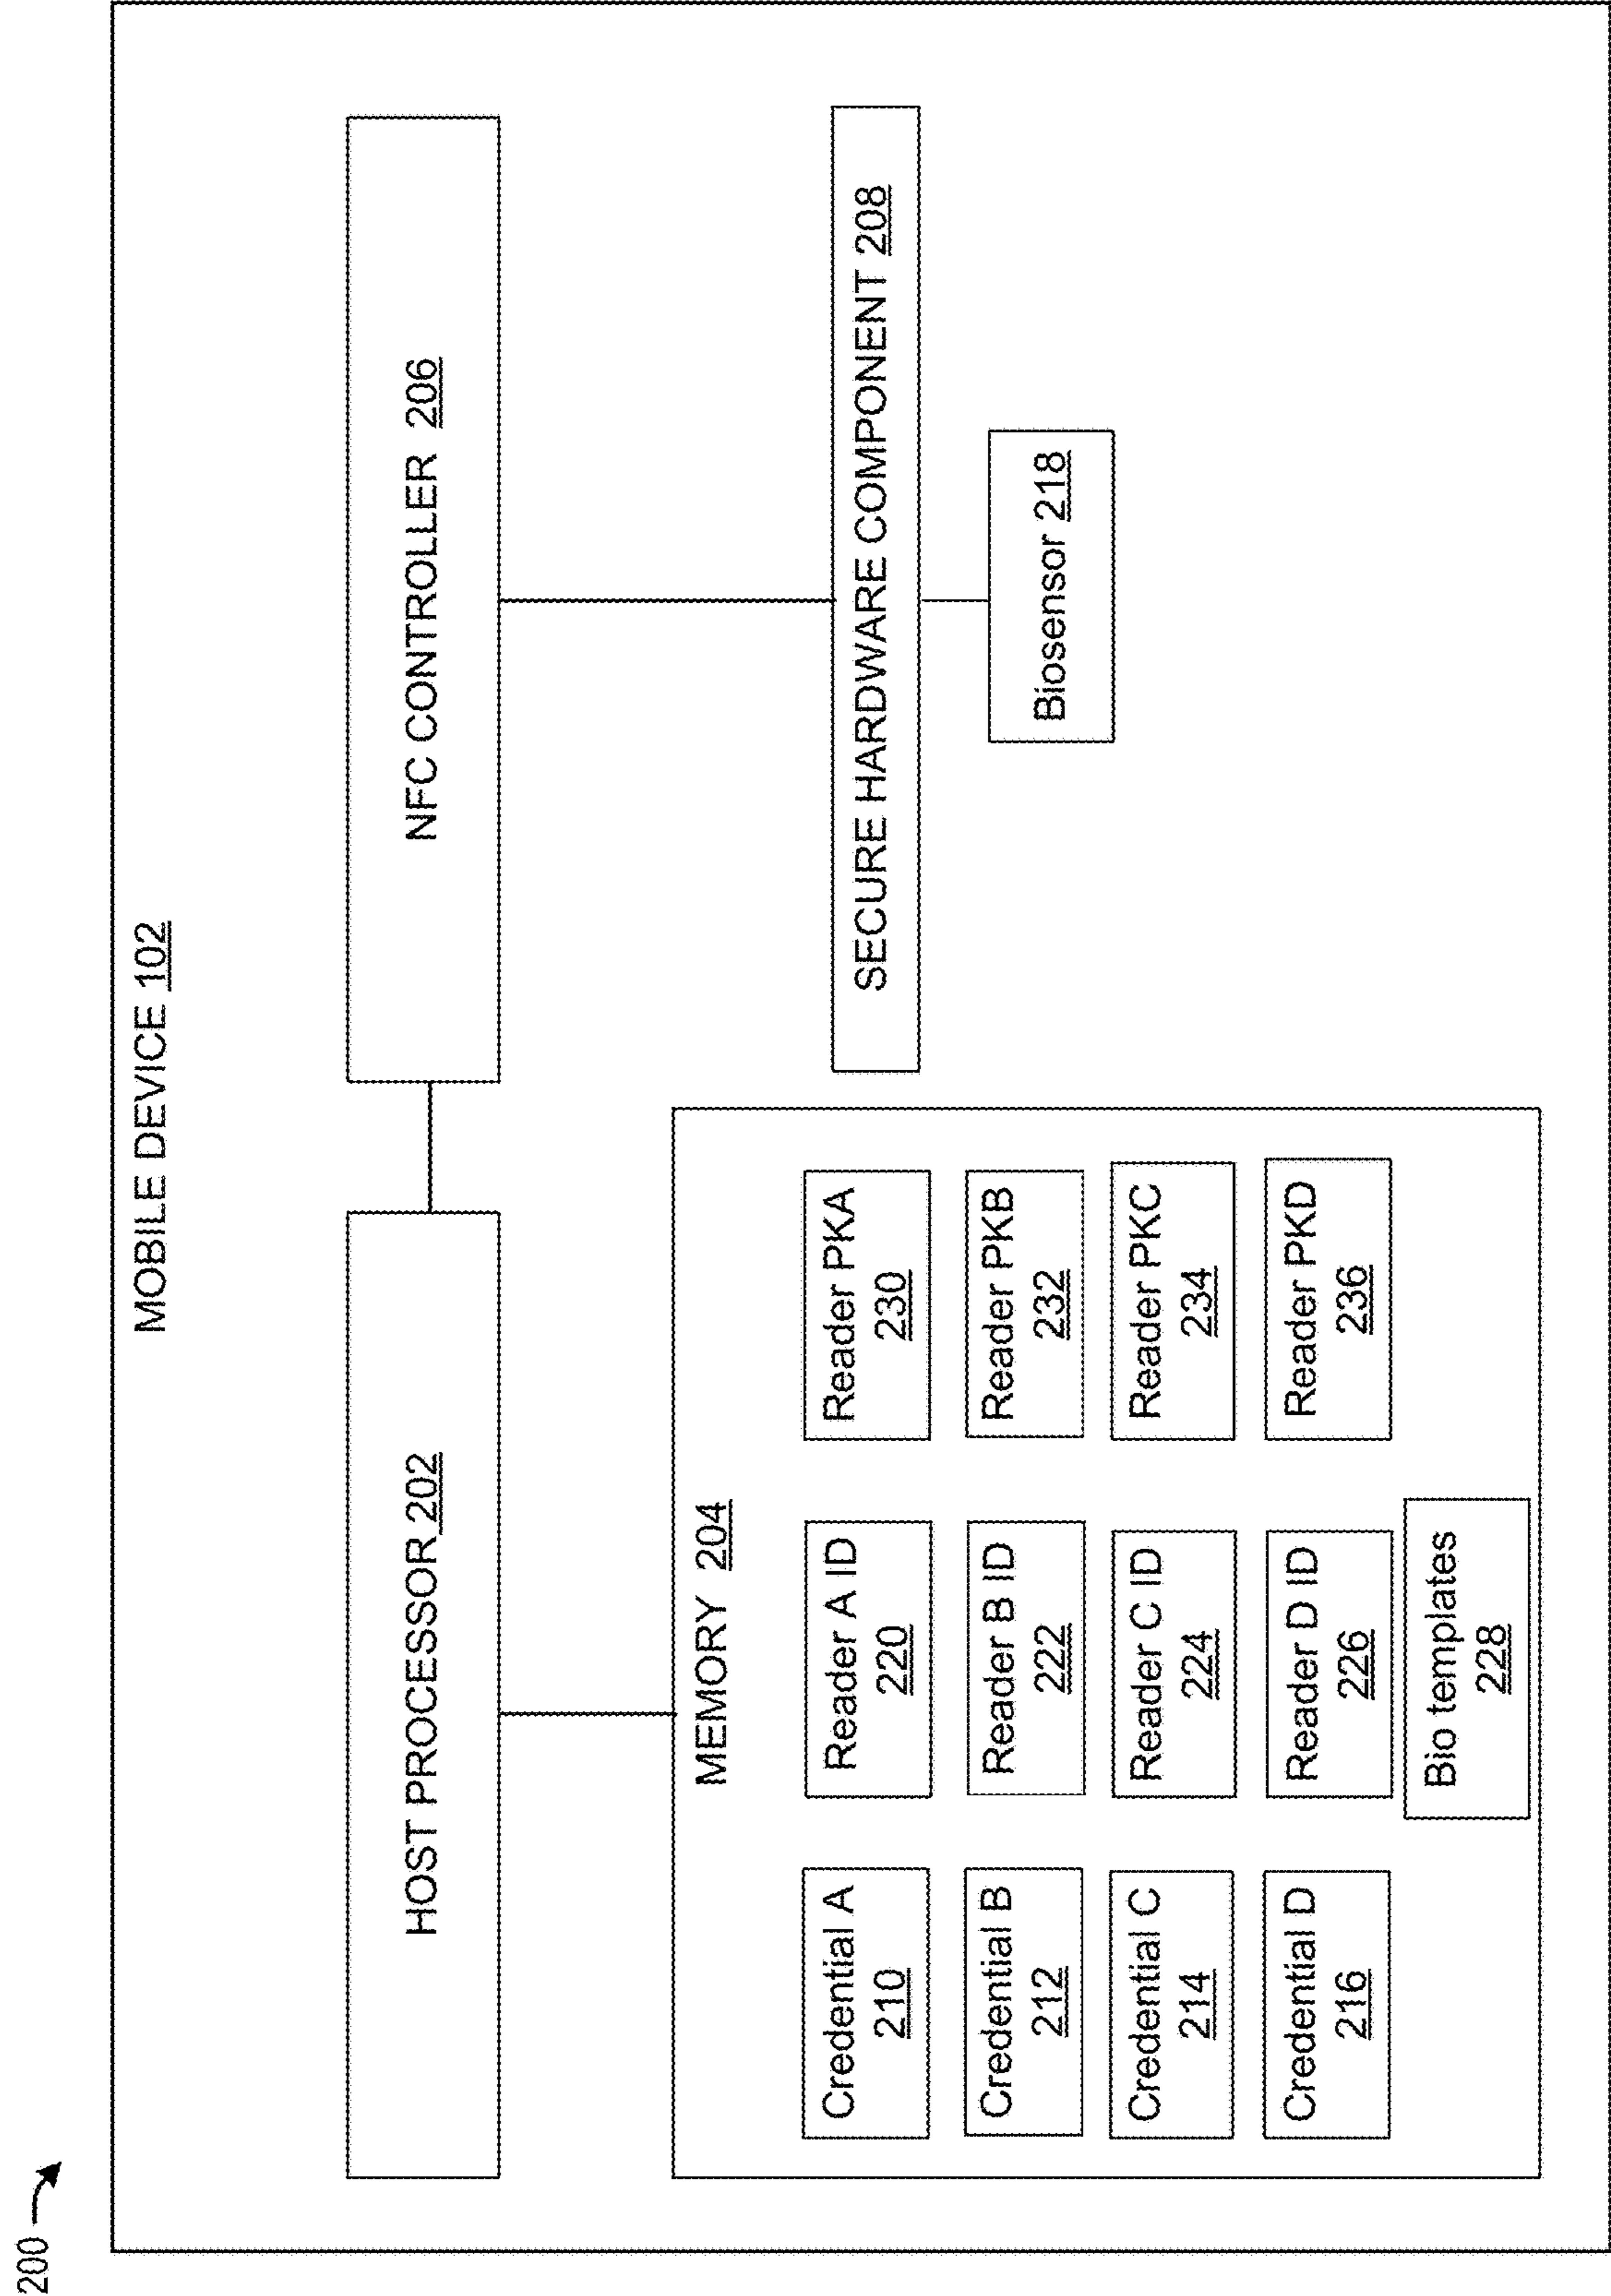 200
MOBILE DEVICE 102
HOST PROCESSOR 202
NFC CONTROLLER 206
MEMORY 204
Credential A
210
Reader A ID
220
Reader PKA
230
Credential B
212
Reader B ID
222
Reader PKB
232
Credential C
214
Reader C ID
224
Reader PKC
234
Credential D
216
Reader D ID
226
Reader PKD
236
Bio templates
228
SECURE HARDWARE COMPONENT 208
Biosensor 218